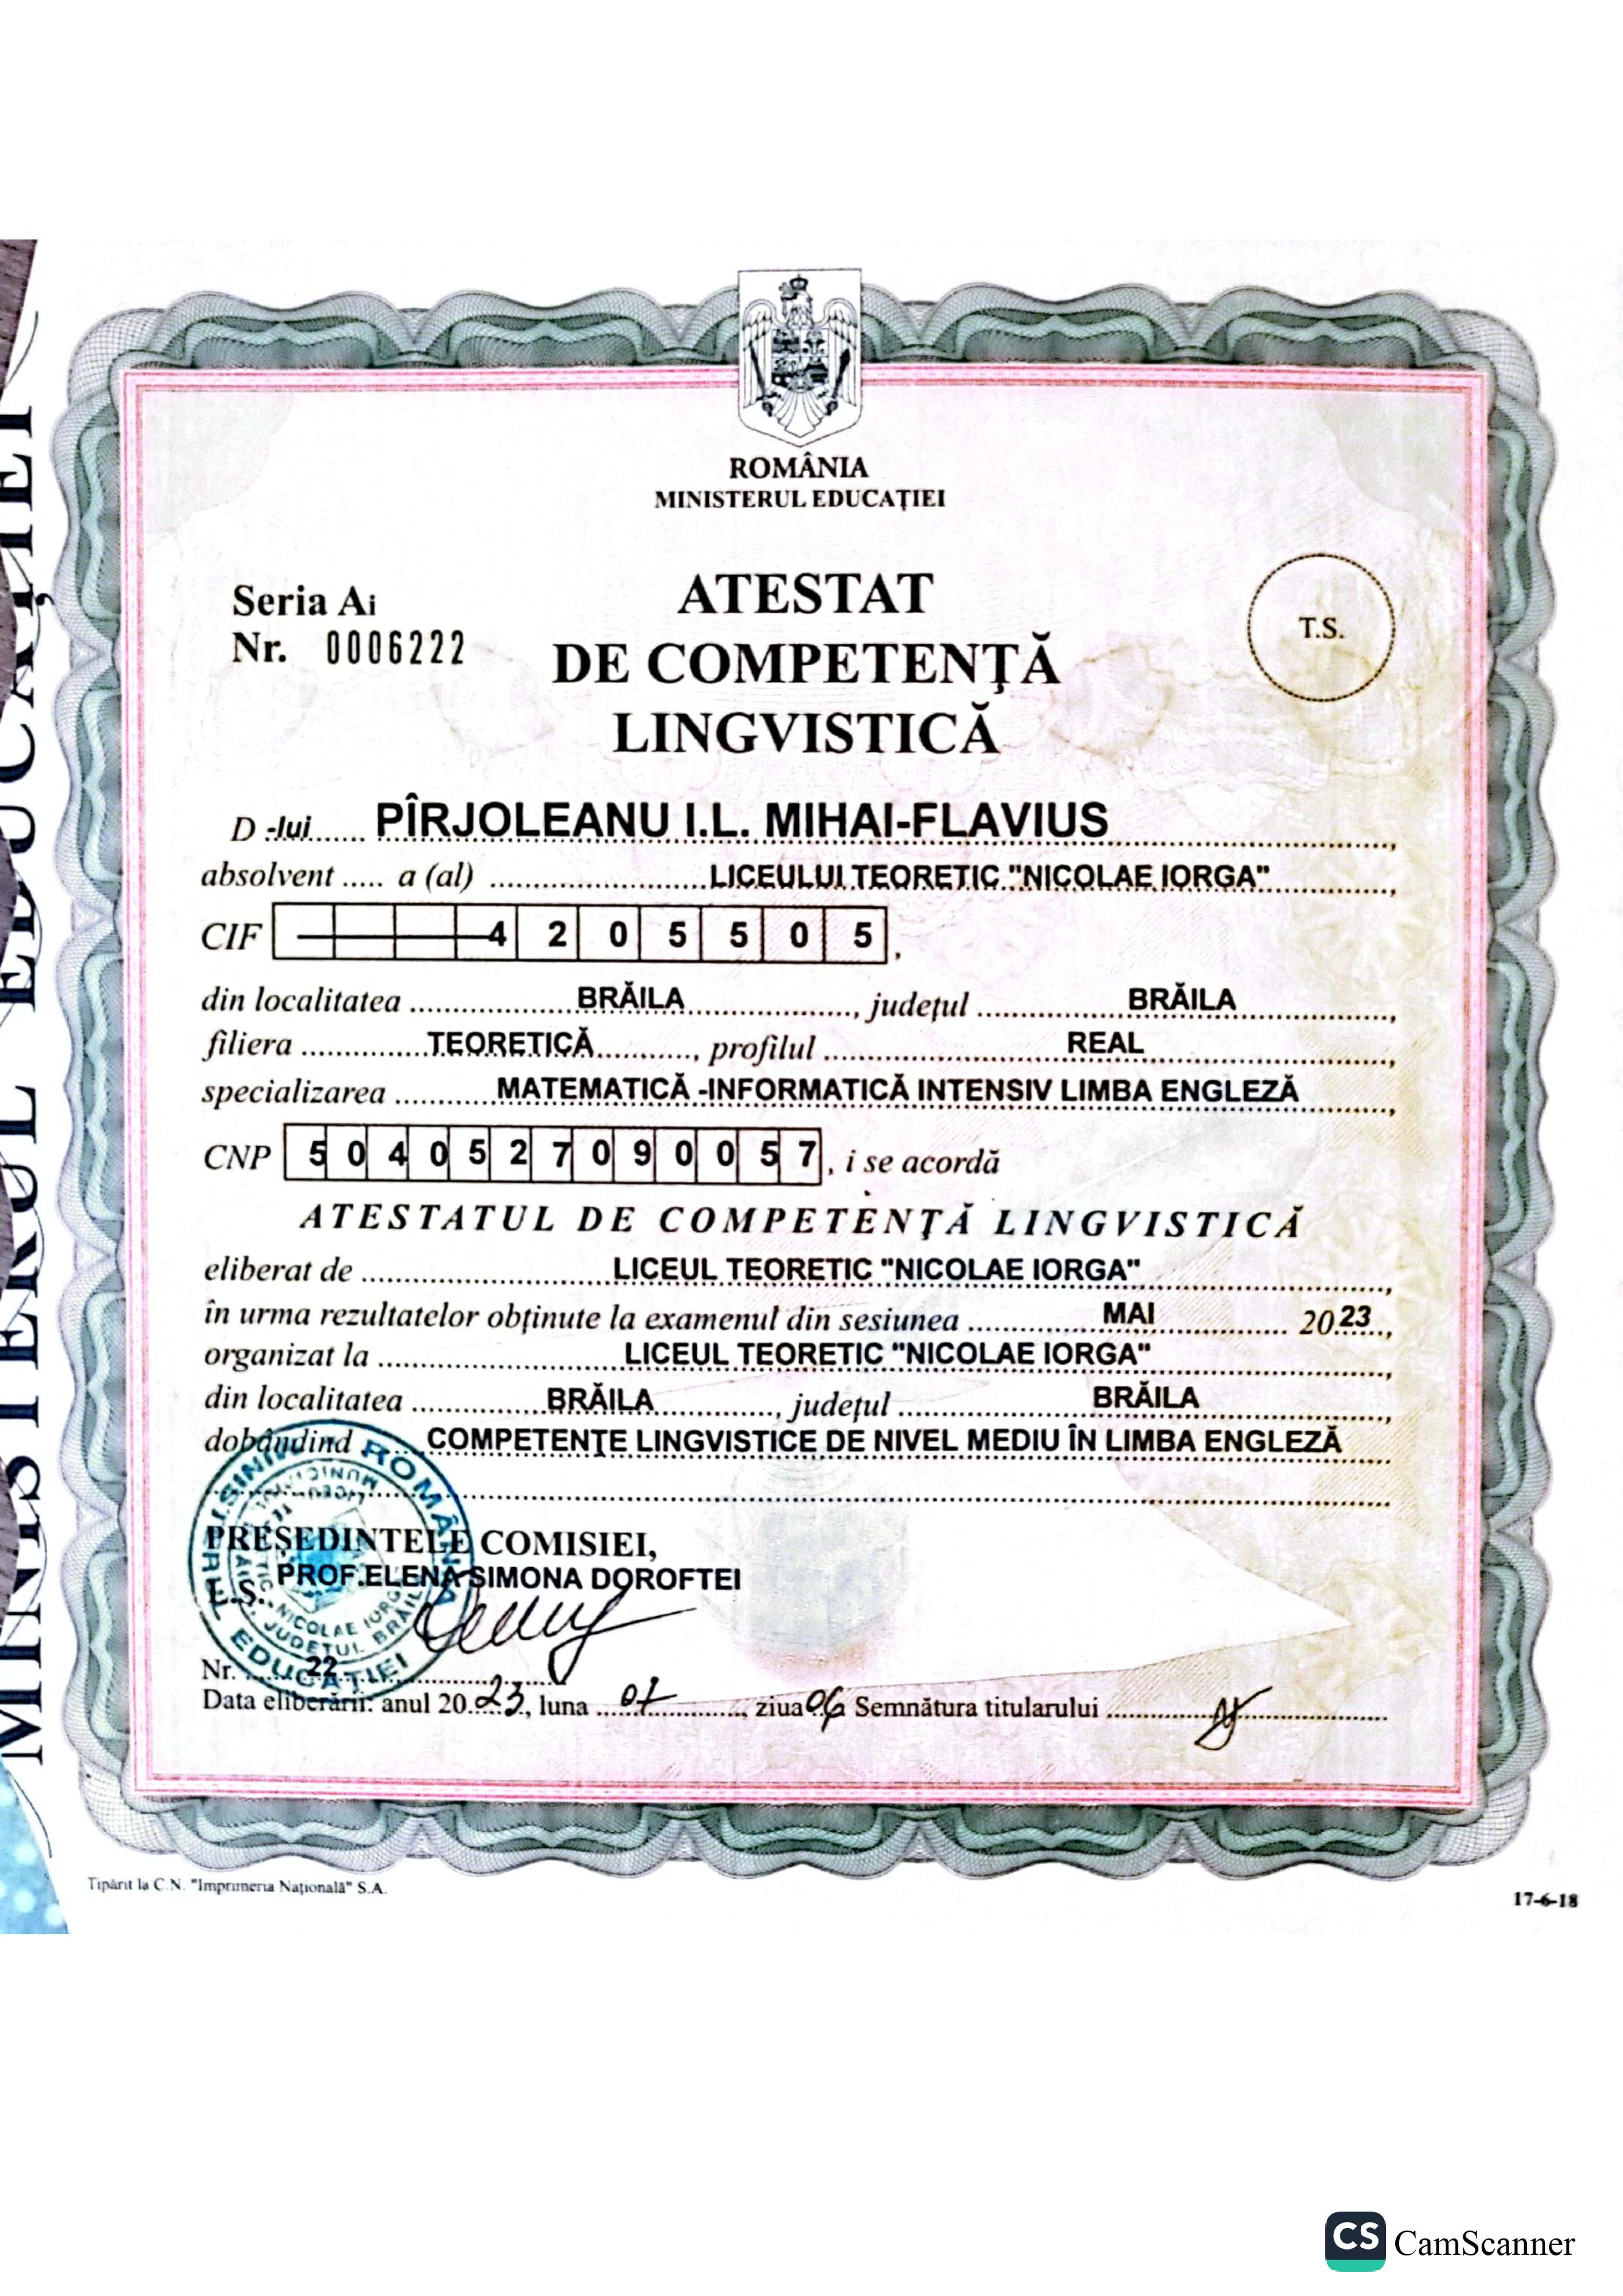 MINISTERUL EDUCAȚIEI
ROMÂNIA
MINISTERUL EDUCAȚIEI
Seria Ai
Nr. 0006222
ATESTAT
DE COMPETENȚĂ
LINGVISTICĂ
T.S.
D -lui...... PÎRJOLEANU I.L. MIHAI-FLAVIUS,
absolvent ..... a (al) ........ LICEULUI TEORETIC "NICOLAE IORGA",
CIF 4 2 0 5 5 0 5,
din localitatea ........ BRĂILA ........, județul ........ BRĂILA ........,
filiera ........ TEORETICĂ ........, profilul ........ REAL ........,
specializarea ........ MATEMATICĂ -INFORMATICĂ INTENSIV LIMBA ENGLEZĂ ........,
CNP 5 0 4 0 5 2 7 0 9 0 0 5 7, i se acordă
ATESTATUL DE COMPETENȚĂ LINGVISTICĂ
eliberat de ........ LICEUL TEORETIC "NICOLAE IORGA" ........,
în urma rezultatelor obținute la examenul din sesiunea ........ MAI ........ 2023,
organizat la ........ LICEUL TEORETIC "NICOLAE IORGA" ........,
din localitatea ........ BRĂILA ........, județul ........ BRĂILA ........,
dobândind ........ COMPETENȚE LINGVISTICE DE NIVEL MEDIU ÎN LIMBA ENGLEZĂ
PREȘEDINTELE COMISIEI,
PROF.ELENA SIMONA DOROFTEI
L.S.
ROMÂNIA
MINISTERUL EDUCAȚIEI
NICOLAE IORGA
JUDEȚUL BRĂILA
Nr. ...... 22 ......
Data eliberării: anul 20..23.., luna ..07.., ziua 06 Semnătura titularului ........
Tipărit la C.N. "Imprimeria Națională" S.A.
17-6-18
CS CamScanner